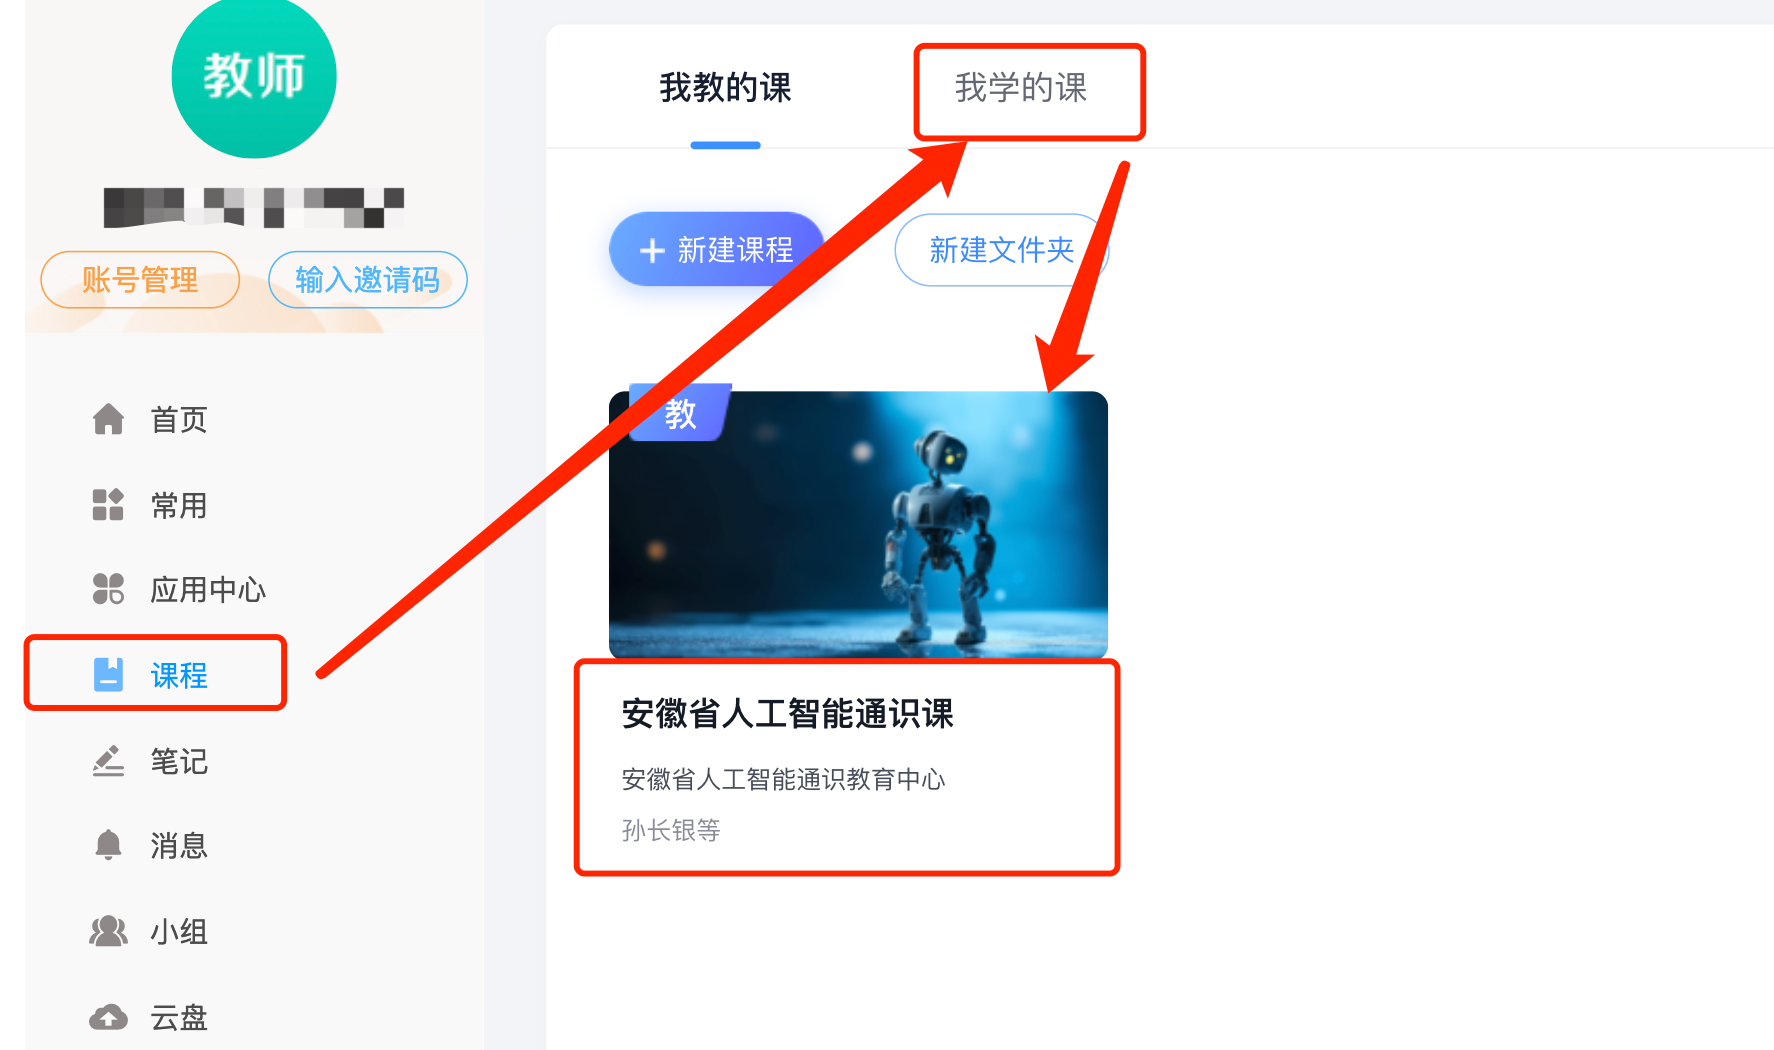 教师
账号管理
输入邀请码
首页
常用
应用中心
课程
笔记
消息
小组
云盘
我教的课
我学的课
新建课程
新建文件夹
教
安徽省人工智能通识课
安徽省人工智能通识教育中心
孙长银等